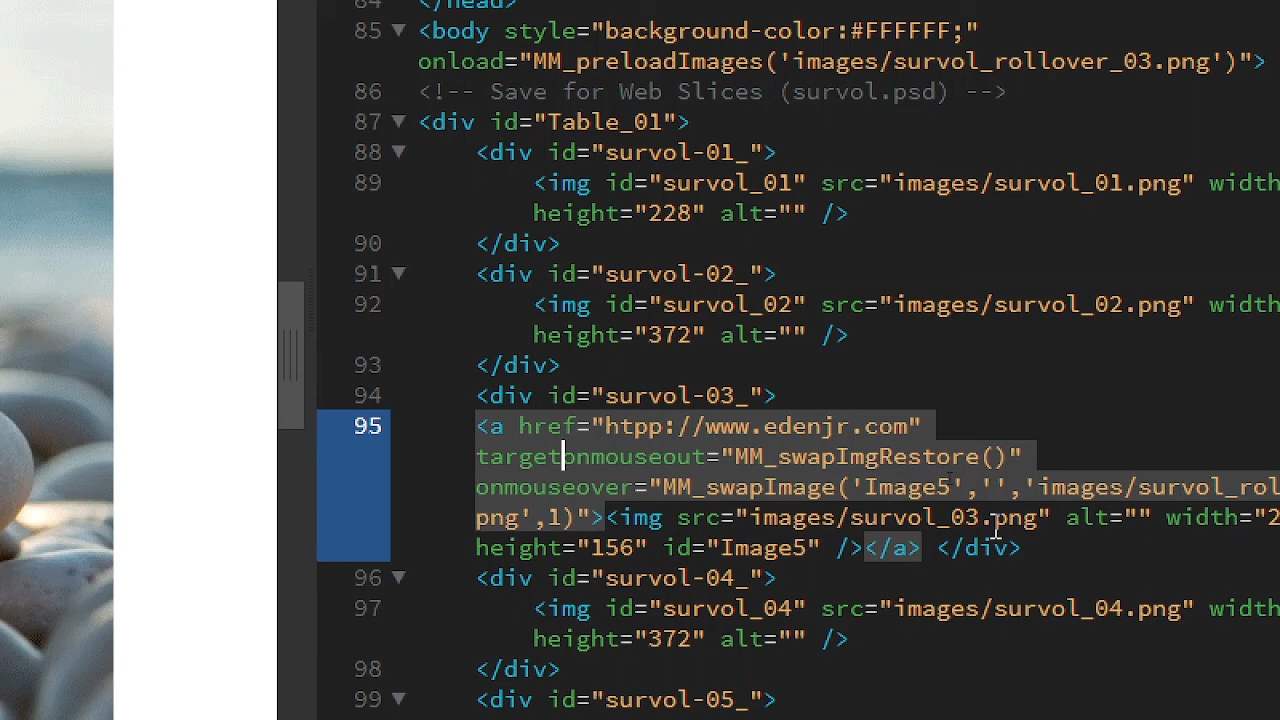 84 </head>
85 <body style="background-color:#FFFFFF;"
onload="MM_preloadImages('images/survol_rollover_03.png')">
86 <!-- Save for Web Slices (survol.psd) -->
87 <div id="Table_01">
88 <div id="survol-01_">
89 <img id="survol_01" src="images/survol_01.png" width
height="228" alt="" />
90 </div>
91 <div id="survol-02_">
92 <img id="survol_02" src="images/survol_02.png" width
height="372" alt="" />
93 </div>
94 <div id="survol-03_">
95 <a href="htpp://www.edenjr.com"
targetonmouseout="MM_swapImgRestore()"
onmouseover="MM_swapImage('Image5','','images/survol_rol
png',1)"><img src="images/survol_03.png" alt="" width="2
height="156" id="Image5" /></a> </div>
96 <div id="survol-04_">
97 <img id="survol_04" src="images/survol_04.png" width
height="372" alt="" />
98 </div>
99 <div id="survol-05_">